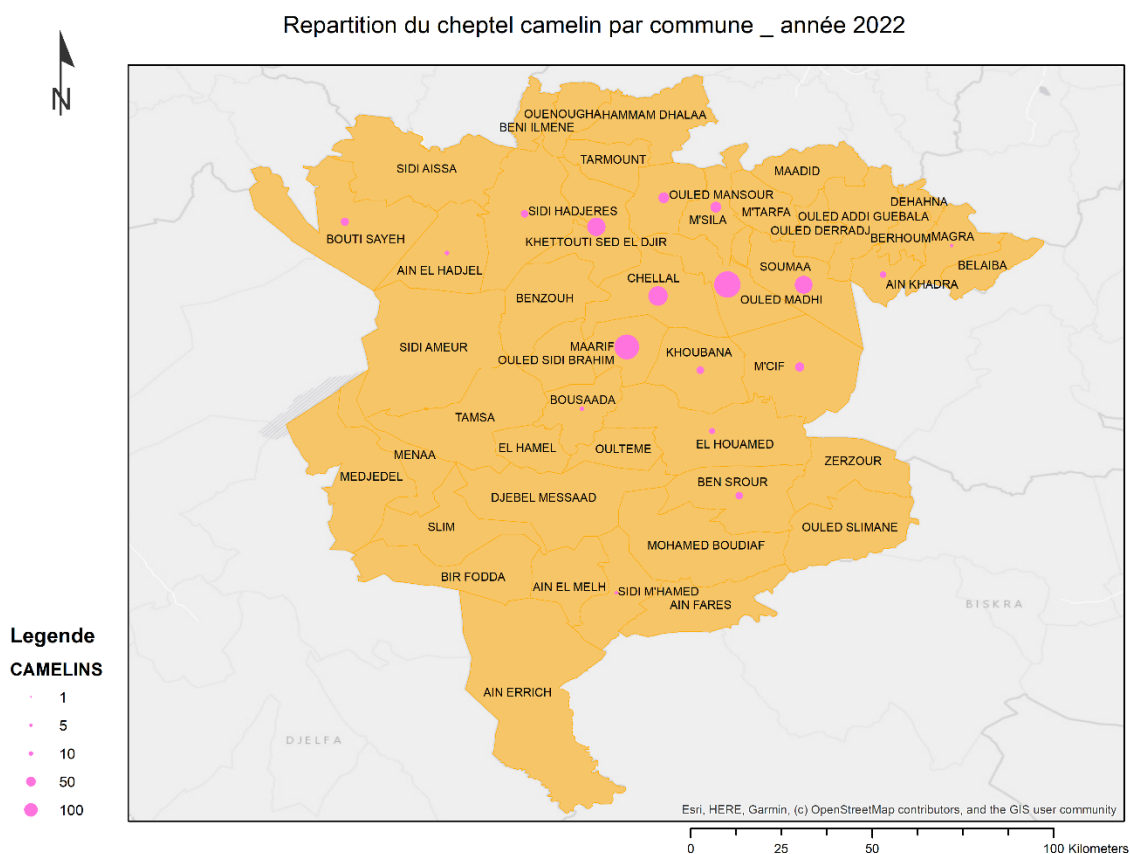 Repartition du cheptel camelin par commune _ année 2022
N
OUENOUGHA
HAMMAM DHALAA
BENI ILMENE
TARMOUNT
SIDI AISSA
MAADID
OULED MANSOUR
DEHAHNA
SIDI HADJERES
M'SILA
M'TARFA
OULED ADDI GUEBALA
OULED DERRADJ
BERHOUM
MAGRA
BOUTI SAYEH
KHETTOUTI SED EL DJIR
AIN EL HADJEL
SOUMAA
BELAIBA
CHELLAL
AIN KHADRA
BENZOUH
OULED MADHI
SIDI AMEUR
MAARIF
OULED SIDI BRAHIM
KHOUBANA
M'CIF
BOUSAADA
TAMSA
EL HAMEL
OULTEME
EL HOUAMED
MENAA
ZERZOUR
MEDJEDEL
BEN SROUR
DJEBEL MESSAAD
SLIM
OULED SLIMANE
MOHAMED BOUDIAF
BIR FODDA
AIN EL MELH
SIDI M'HAMED
AIN FARES
BISKRA
AIN ERRICH
DJELFA
Legende
CAMELINS
1
5
10
50
100
Esri, HERE, Garmin, (c) OpenStreetMap contributors, and the GIS user community
0 25 50 100 Kilometers